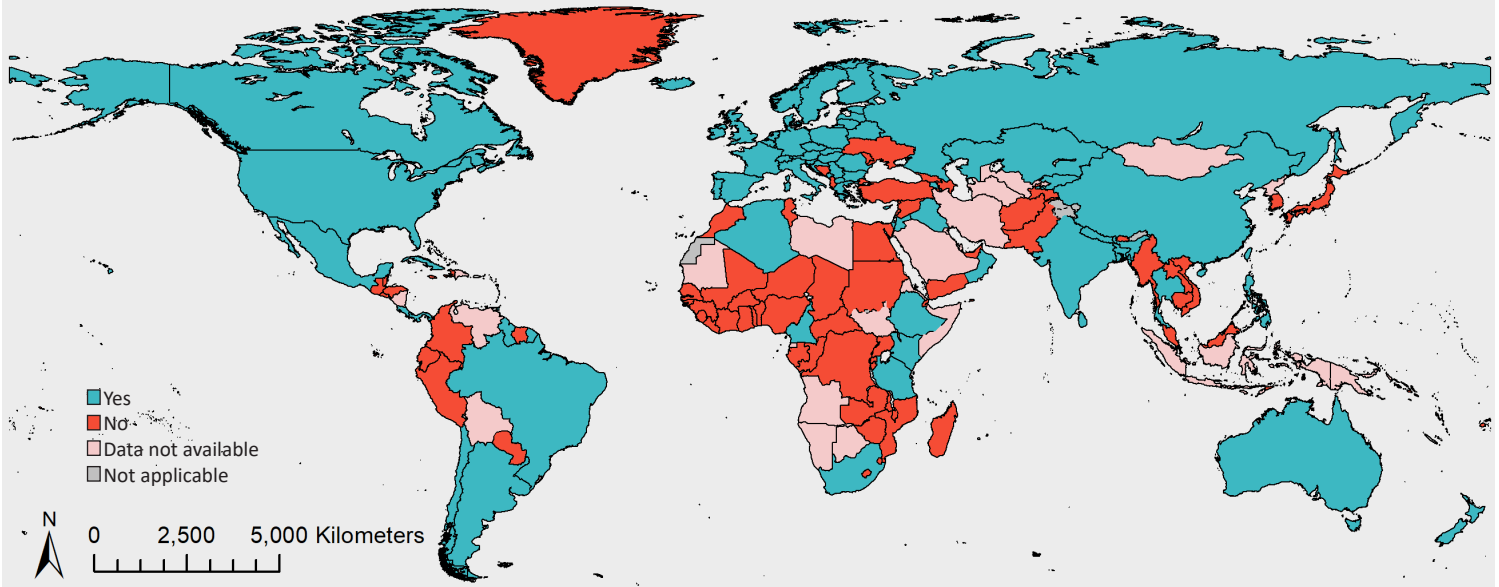 Yes
No
Data not available
Not applicable
N
0 2,500 5,000 Kilometers